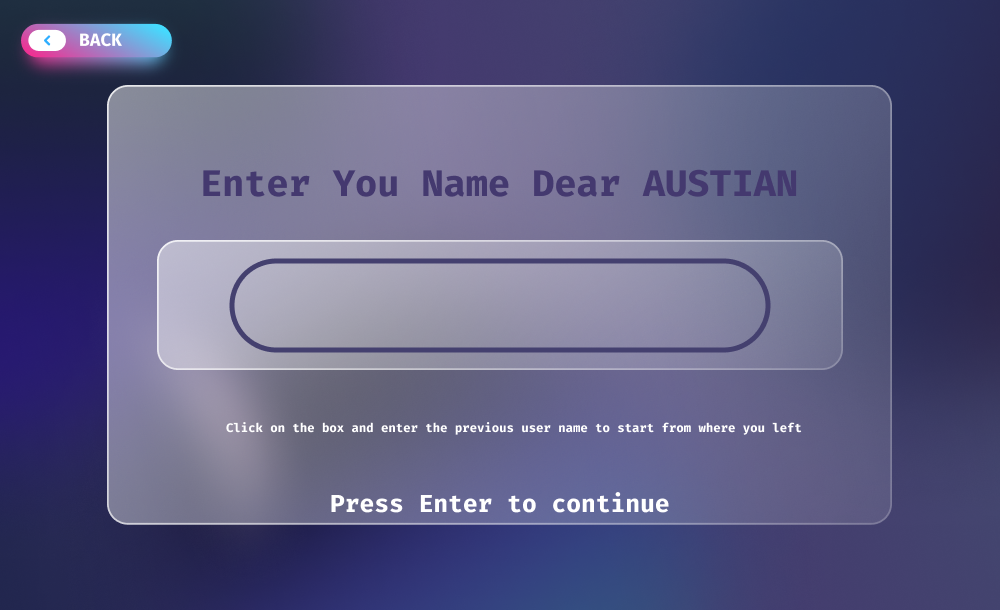 BACK
Enter You Name Dear AUSTIAN
Click on the box and enter the previous user name to start from where you left
Press Enter to continue